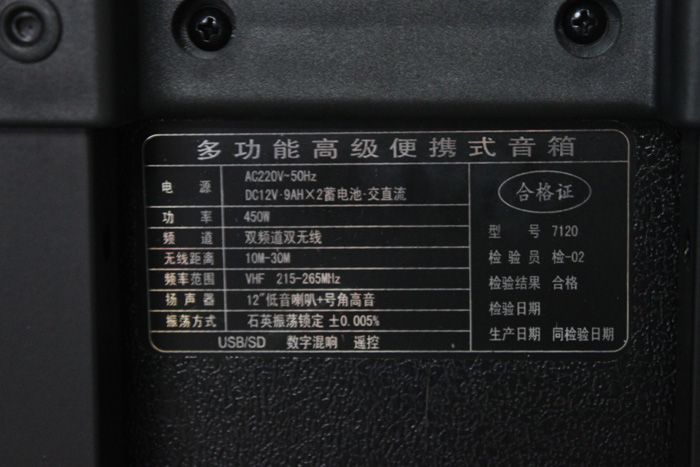 多功能高级便携式音箱
电 源 AC220V~50Hz
DC12V·9AH×2蓄电池·交直流
功 率 450W
频 道 双频道双无线
无线距离 10M-30M
频率范围 VHF 215-265MHz
扬声器 12"低音喇叭+号角高音
振荡方式 石英振荡锁定 ±0.005%
USB/SD 数字混响 遥控
合格证
型 号 7120
检验员 检-02
检验结果 合格
检验日期
生产日期 同检验日期